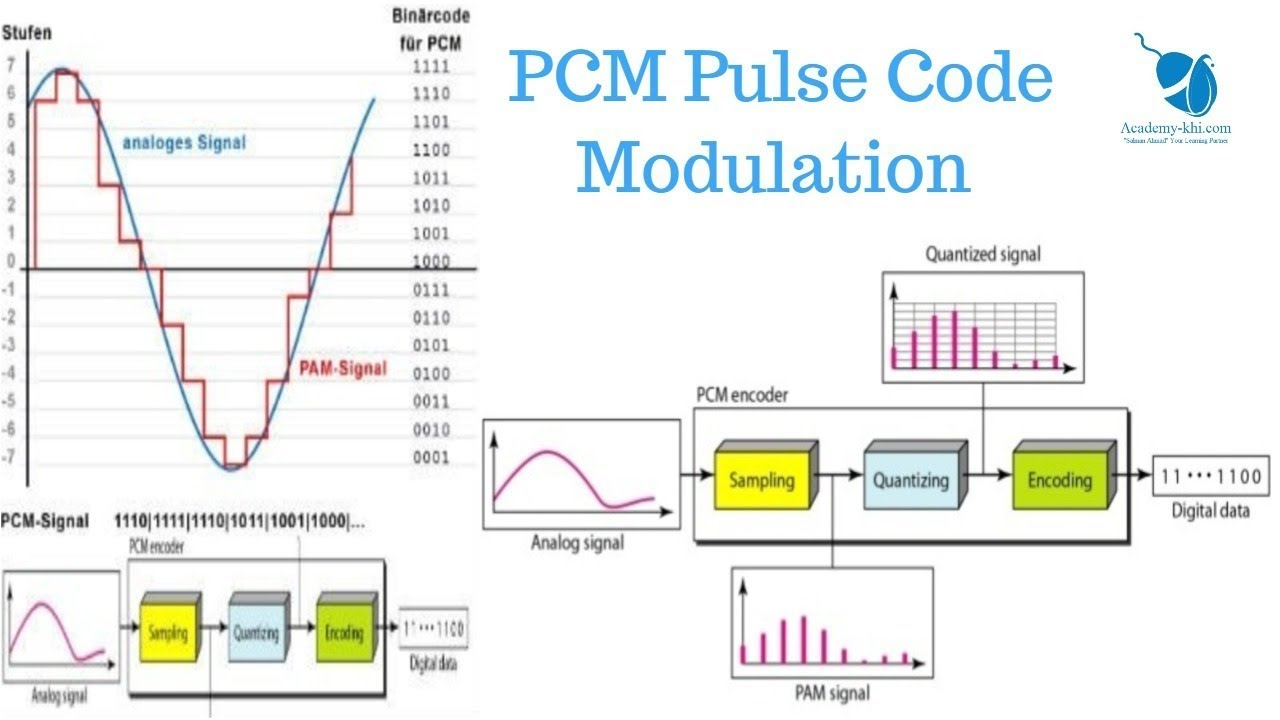 Stufen
Binärcode
für PCM
7 1111
6 1110
5 1101
4 1100
3 1011
2 1010
1 1001
0 1000
-1 0111
-2 0110
-3 0101
-4 0100
-5 0011
-6 0010
-7 0001
analoges Signal
PAM-Signal
PCM-Signal 1110|1111|1110|1011|1001|1000|...
PCM encoder
Sampling
Quantizing
Encoding
11 ••• 1100
Digital data
Analog signal
PCM Pulse Code
Modulation
Academy-khi.com
"Salman Ahmad" Your Learning Partner
Quantized signal
PCM encoder
Sampling
Quantizing
Encoding
11 ••• 1100
Digital data
Analog signal
PAM signal